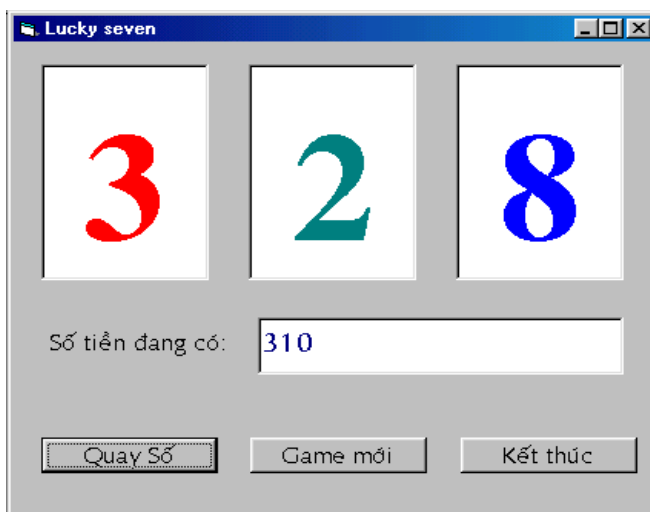 Lucky seven
3 2 8
Số tiền đang có: 310
Quay Số Game mới Kết thúc